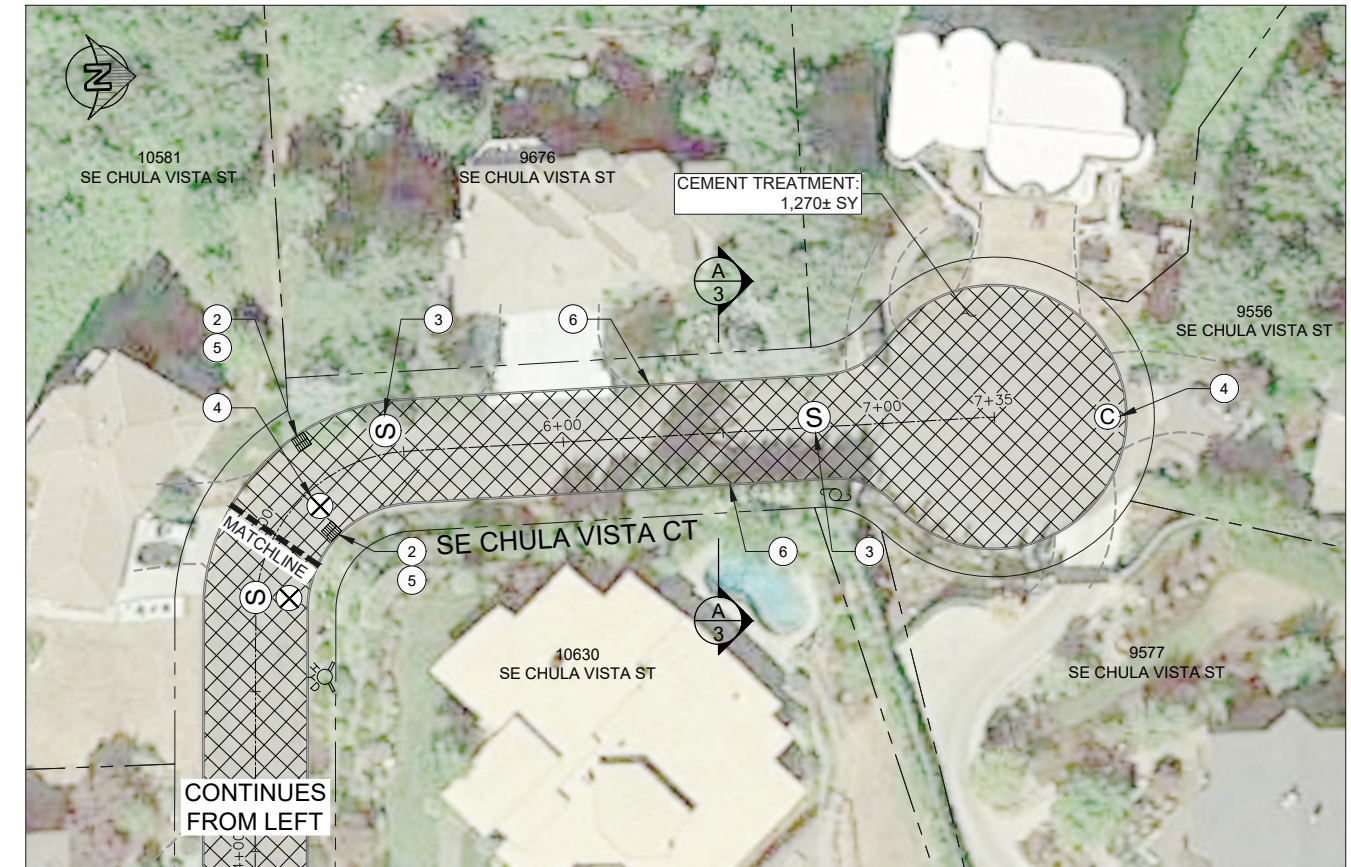 N
10581
SE CHULA VISTA ST
9676
SE CHULA VISTA ST
CEMENT TREATMENT:
1,270± SY
A
3
2
5
3
6
9556
SE CHULA VISTA ST
4
4
S
6+00
S
7+00
7+35
C
MATCHLINE
SE CHULA VISTA CT
2
5
6
3
S
A
3
10630
SE CHULA VISTA ST
9577
SE CHULA VISTA ST
CONTINUES
FROM LEFT